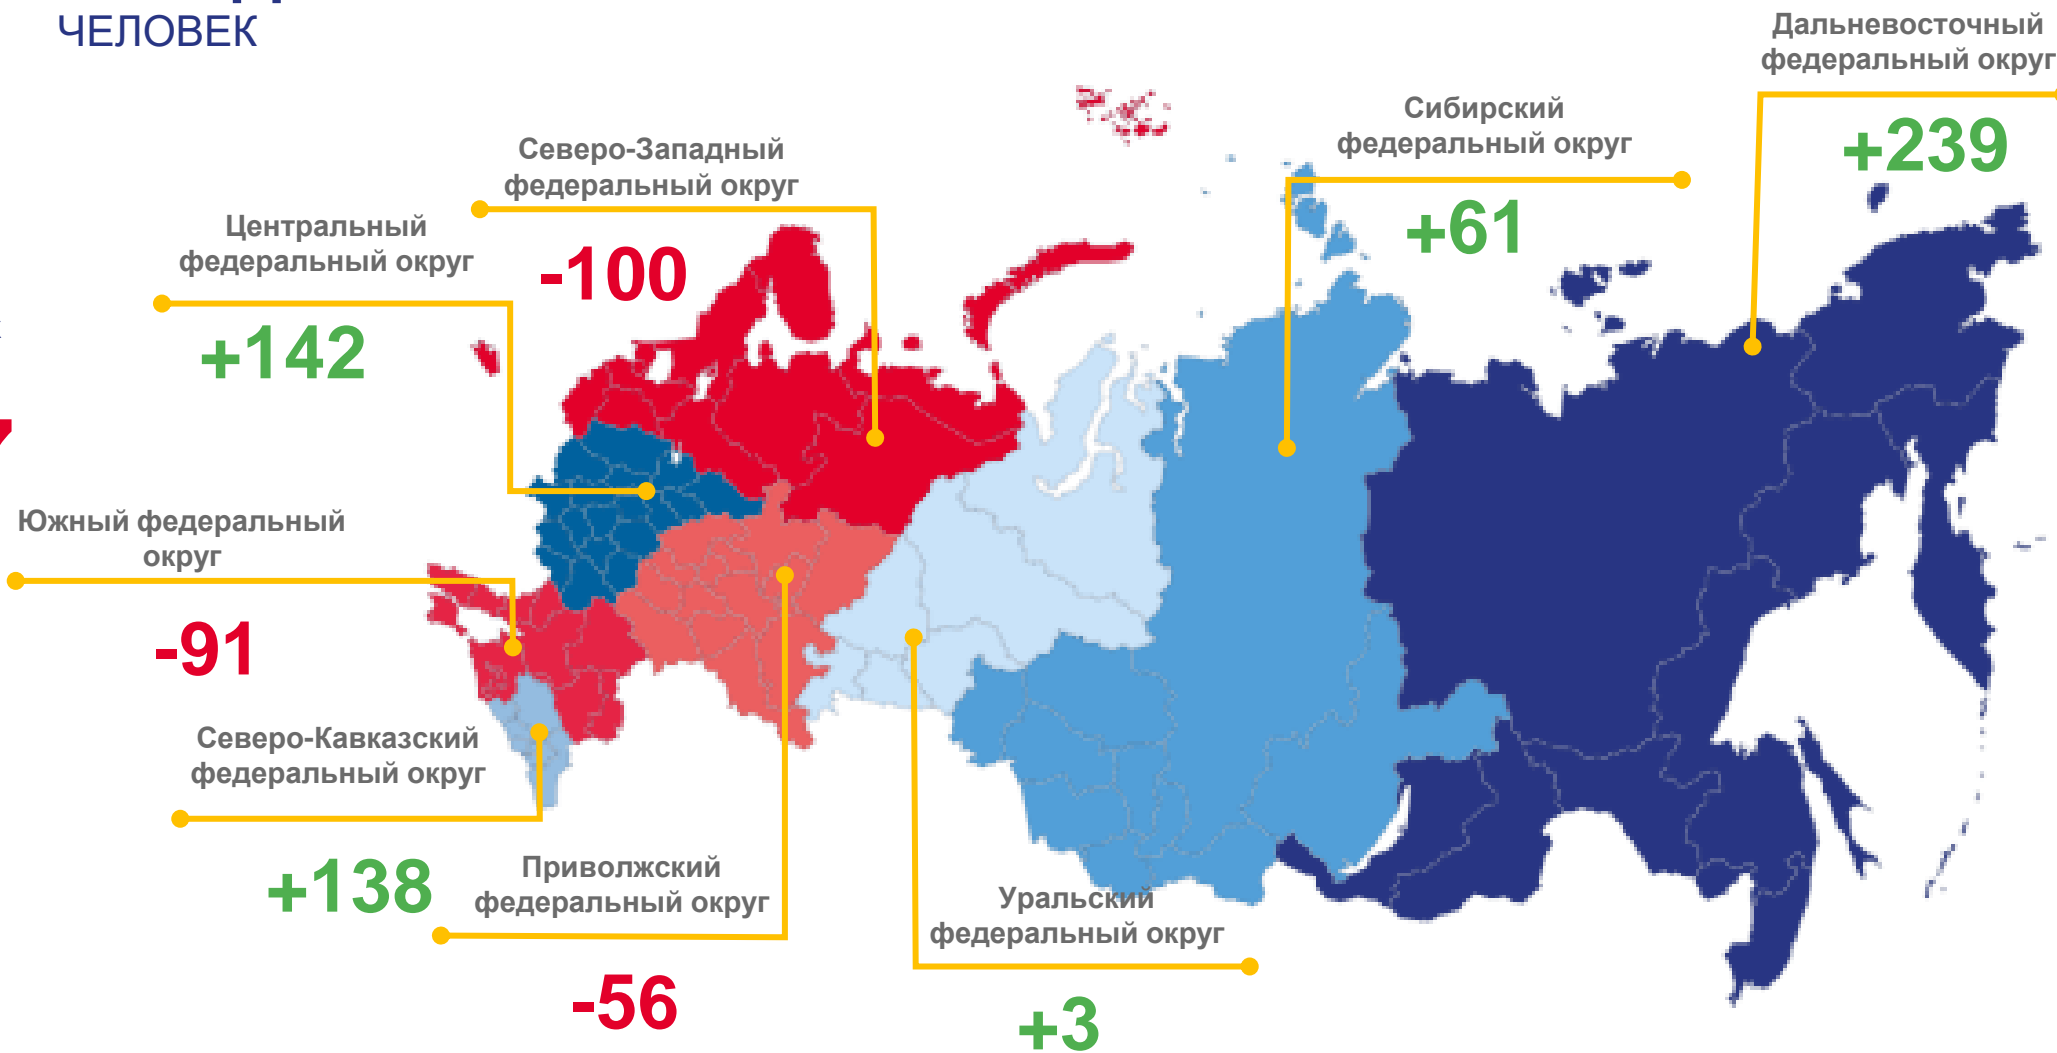 ЧЕЛОВЕК
Дальневосточный
федеральный округ
+239
Сибирский
федеральный округ
+61
Северо-Западный
федеральный округ
-100
Центральный
федеральный округ
+142
Южный федеральный
округ
-91
Северо-Кавказский
федеральный округ
+138
Приволжский
федеральный округ
-56
Уральский
федеральный округ
+3